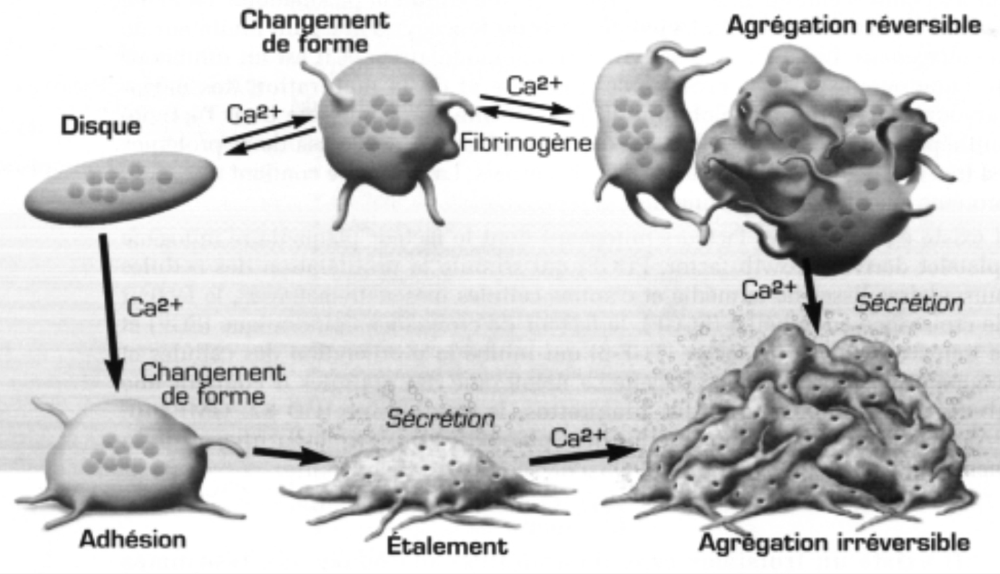 Changement
de forme
Agrégation réversible
Disque
Ca2+
Ca2+
Fibrinogène
Ca2+
Ca2+
Sécrétion
Changement
de forme
Sécrétion
Ca2+
Adhésion
Étalement
Agrégation irréversible